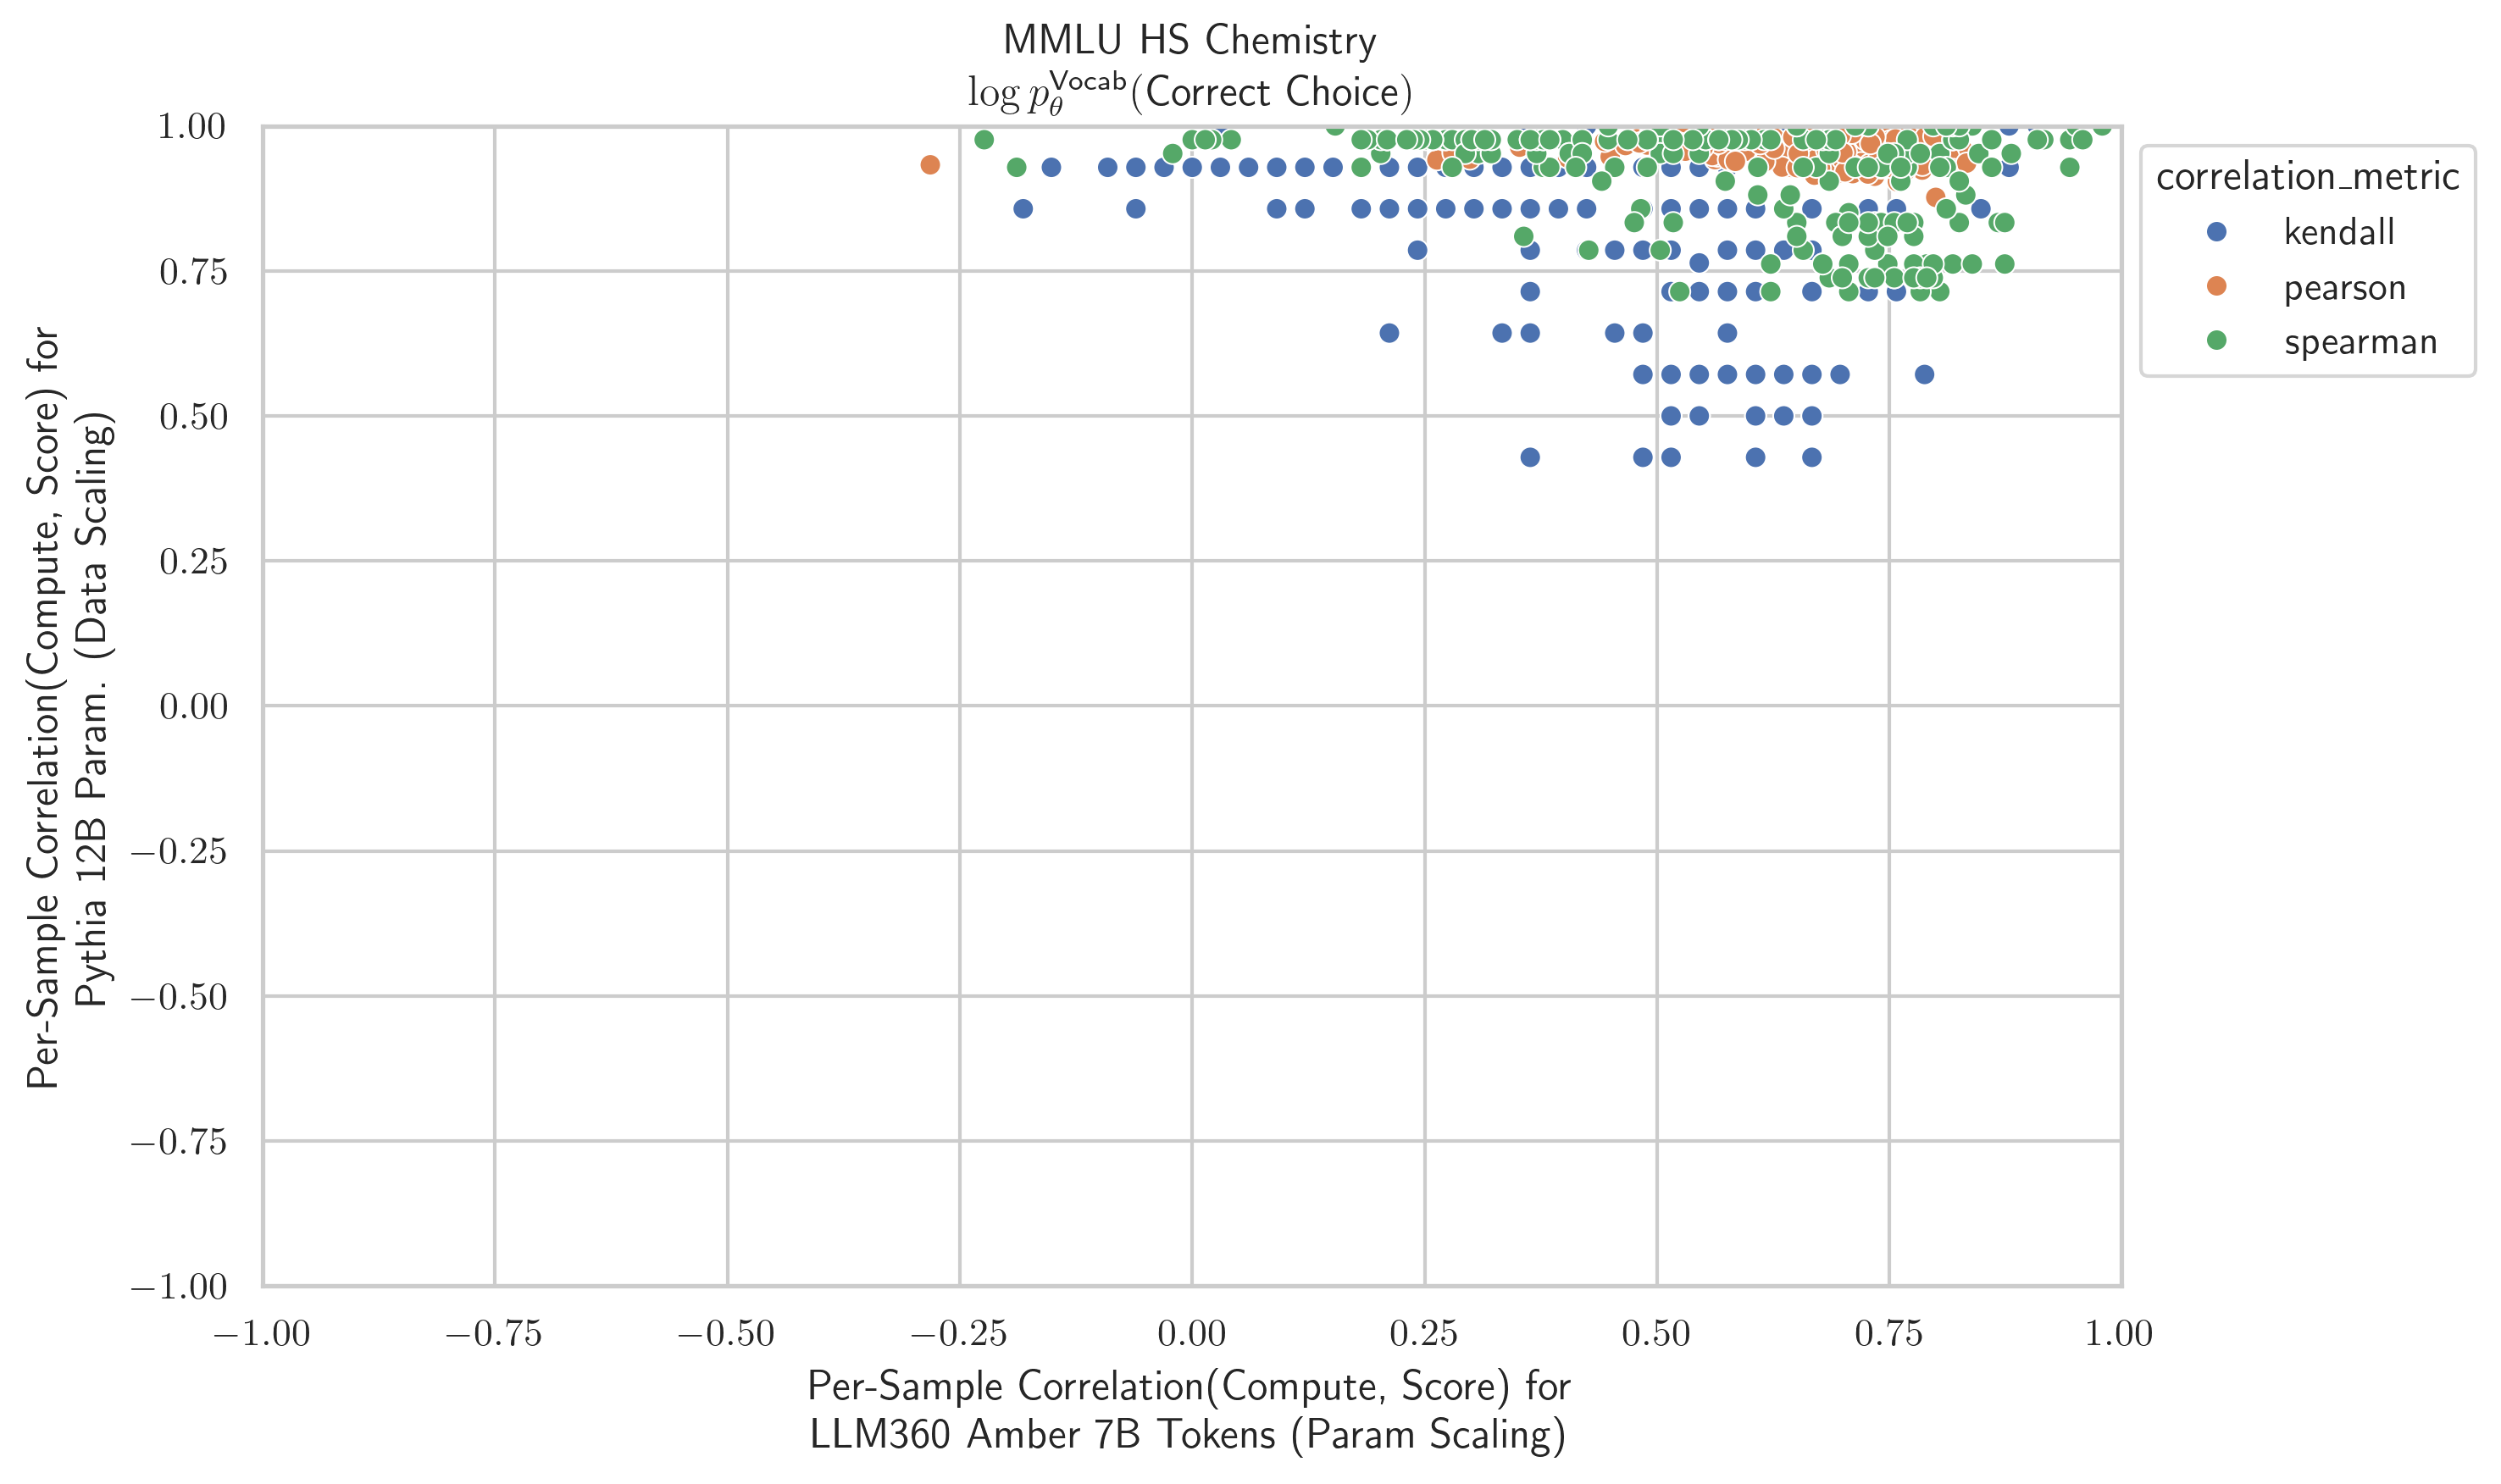 MMLU HS Chemistry
log p_θ^Vocab(Correct Choice)
Per-Sample Correlation(Compute, Score) for
Pythia 12B Param. (Data Scaling)
1.00
0.75
0.50
0.25
0.00
−0.25
−0.50
−0.75
−1.00
−1.00 −0.75 −0.50 −0.25 0.00 0.25 0.50 0.75 1.00
Per-Sample Correlation(Compute, Score) for
LLM360 Amber 7B Tokens (Param Scaling)
correlation_metric
kendall
pearson
spearman